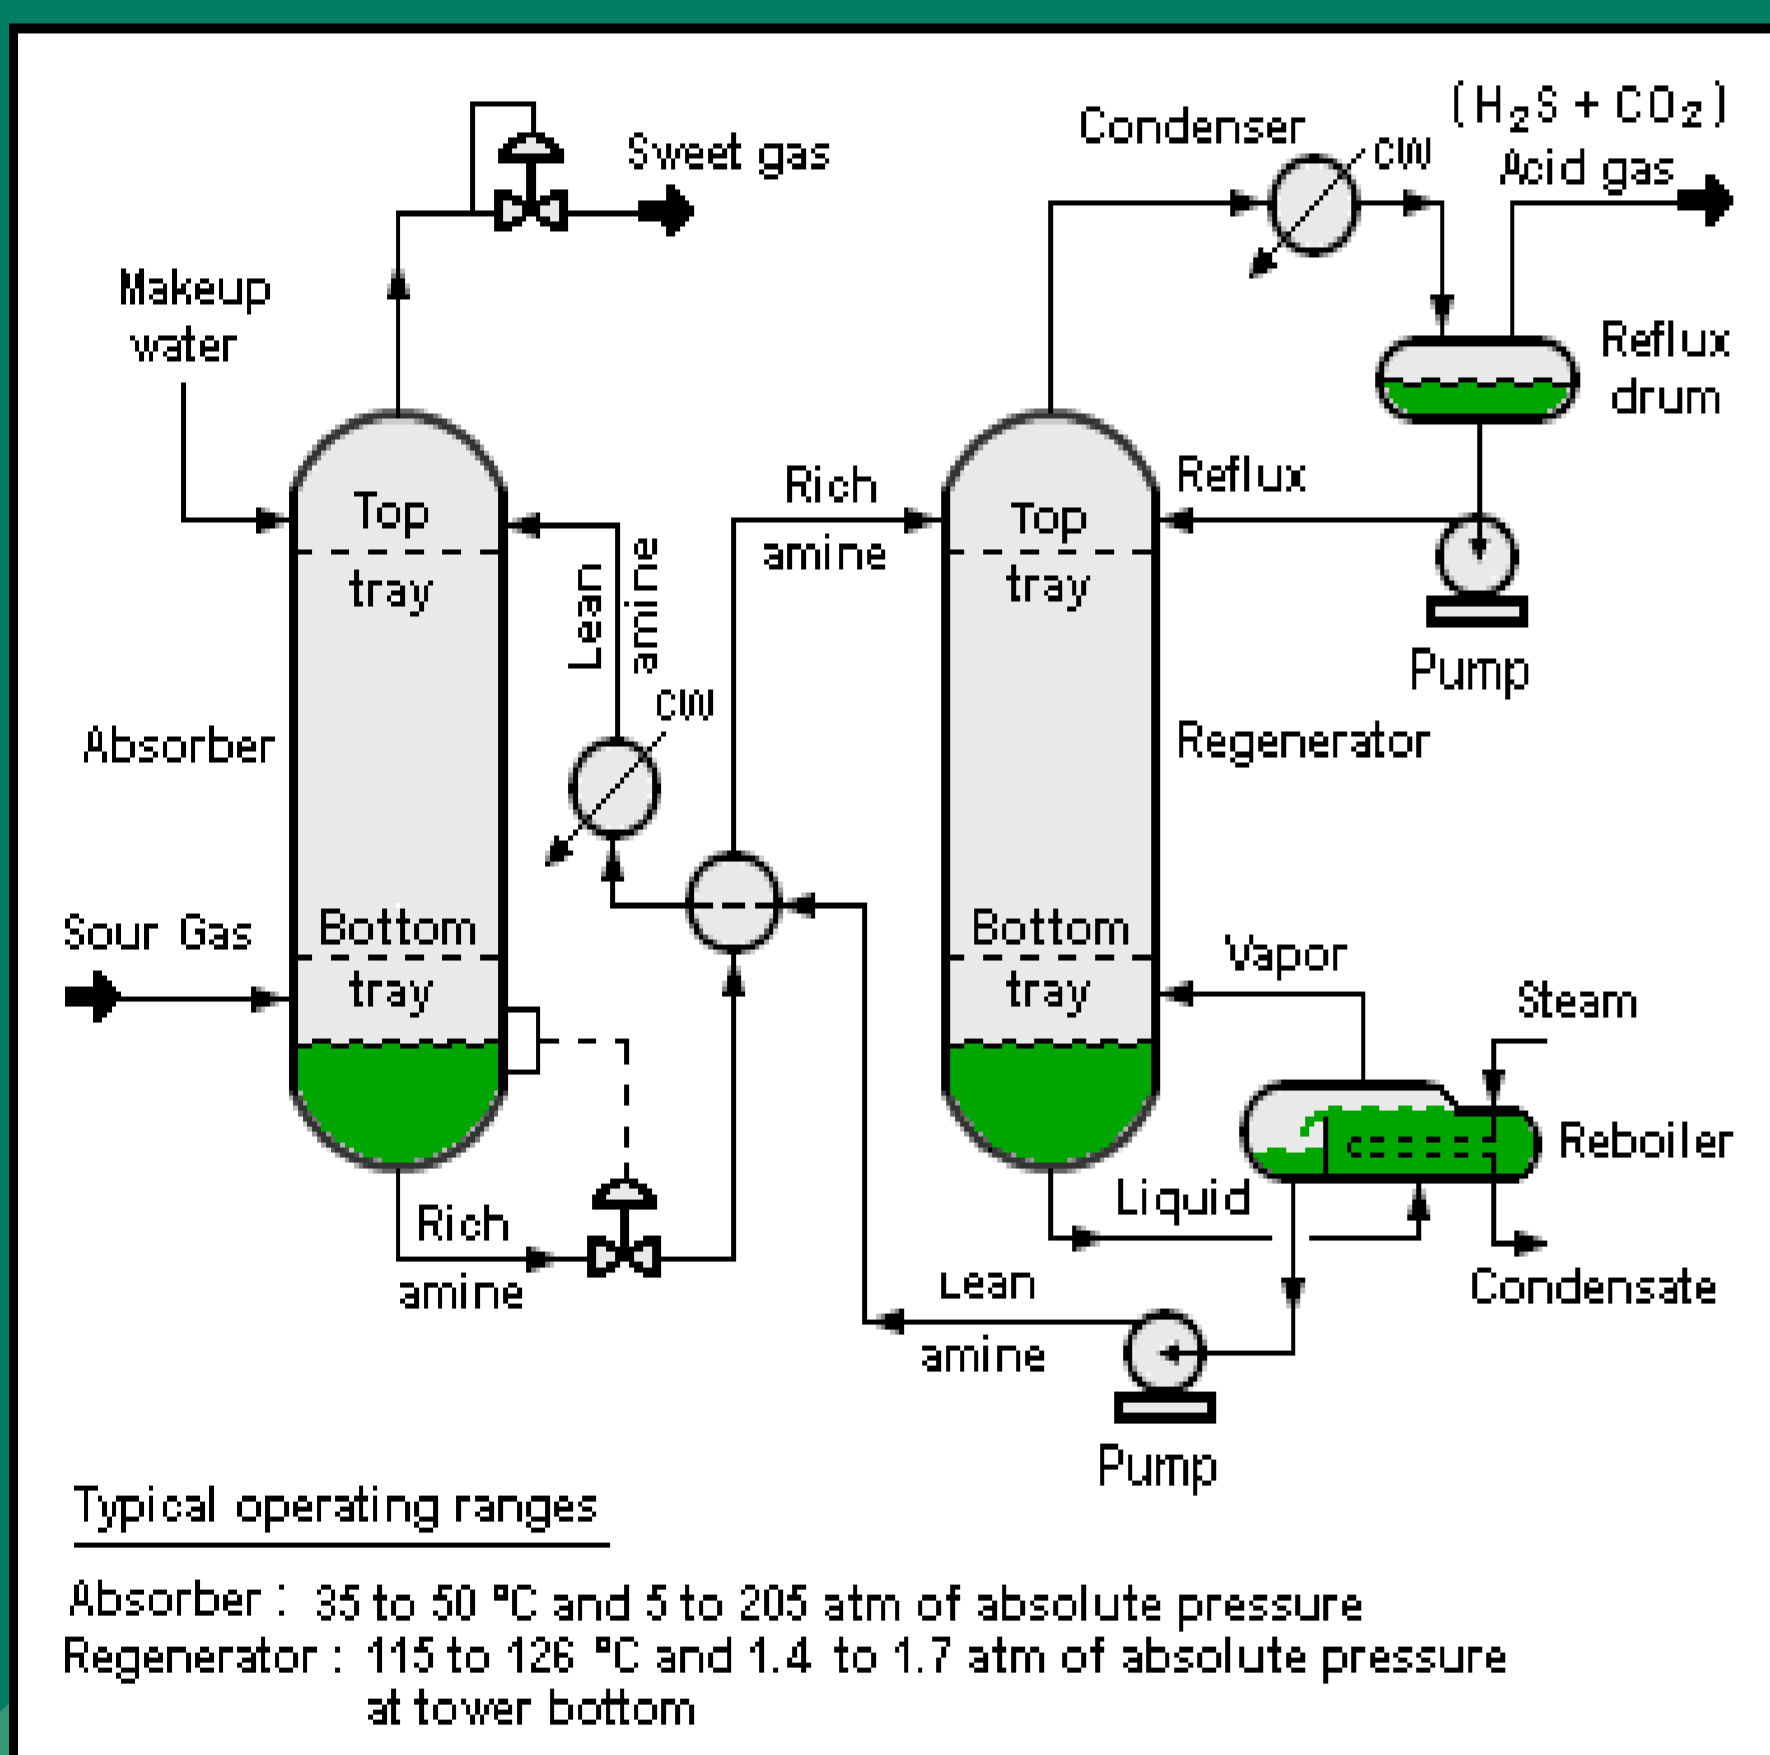 (H₂S + CO₂)
Condenser
CW
Sweet gas
Acid gas
Makeup
water
Reflux
drum
Rich
amine
Reflux
Top
tray
Top
tray
Lean
amine
Pump
CW
Absorber
Regenerator
Sour Gas
Bottom
tray
Bottom
tray
Vapor
Steam
Reboiler
Liquid
Rich
amine
Condensate
Lean
amine
Pump
Typical operating ranges
Absorber : 35 to 50 °C and 5 to 205 atm of absolute pressure
Regenerator : 115 to 126 °C and 1.4 to 1.7 atm of absolute pressure
at tower bottom